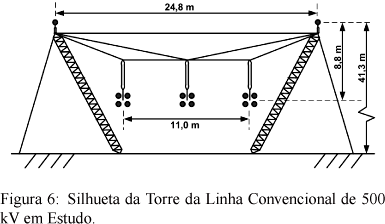 24,8 m
8,8 m
41,3 m
11,0 m
Figura 6: Silhueta da Torre da Linha Convencional de 500
kV em Estudo.